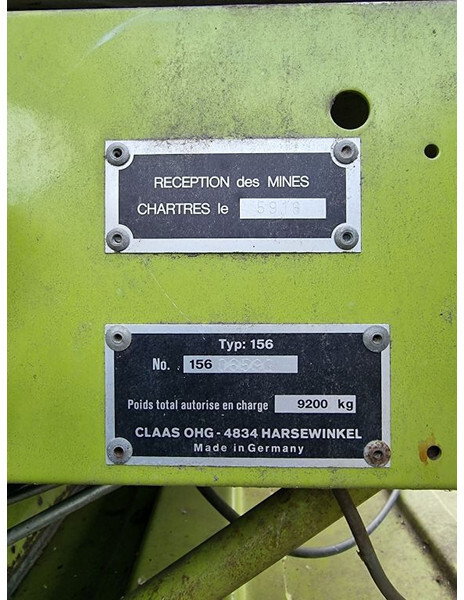 RECEPTION des MINES
CHARTRES le
Typ: 156
No. 156
Poids total autorise en charge 9200 kg
CLAAS OHG - 4834 HARSEWINKEL
Made in Germany